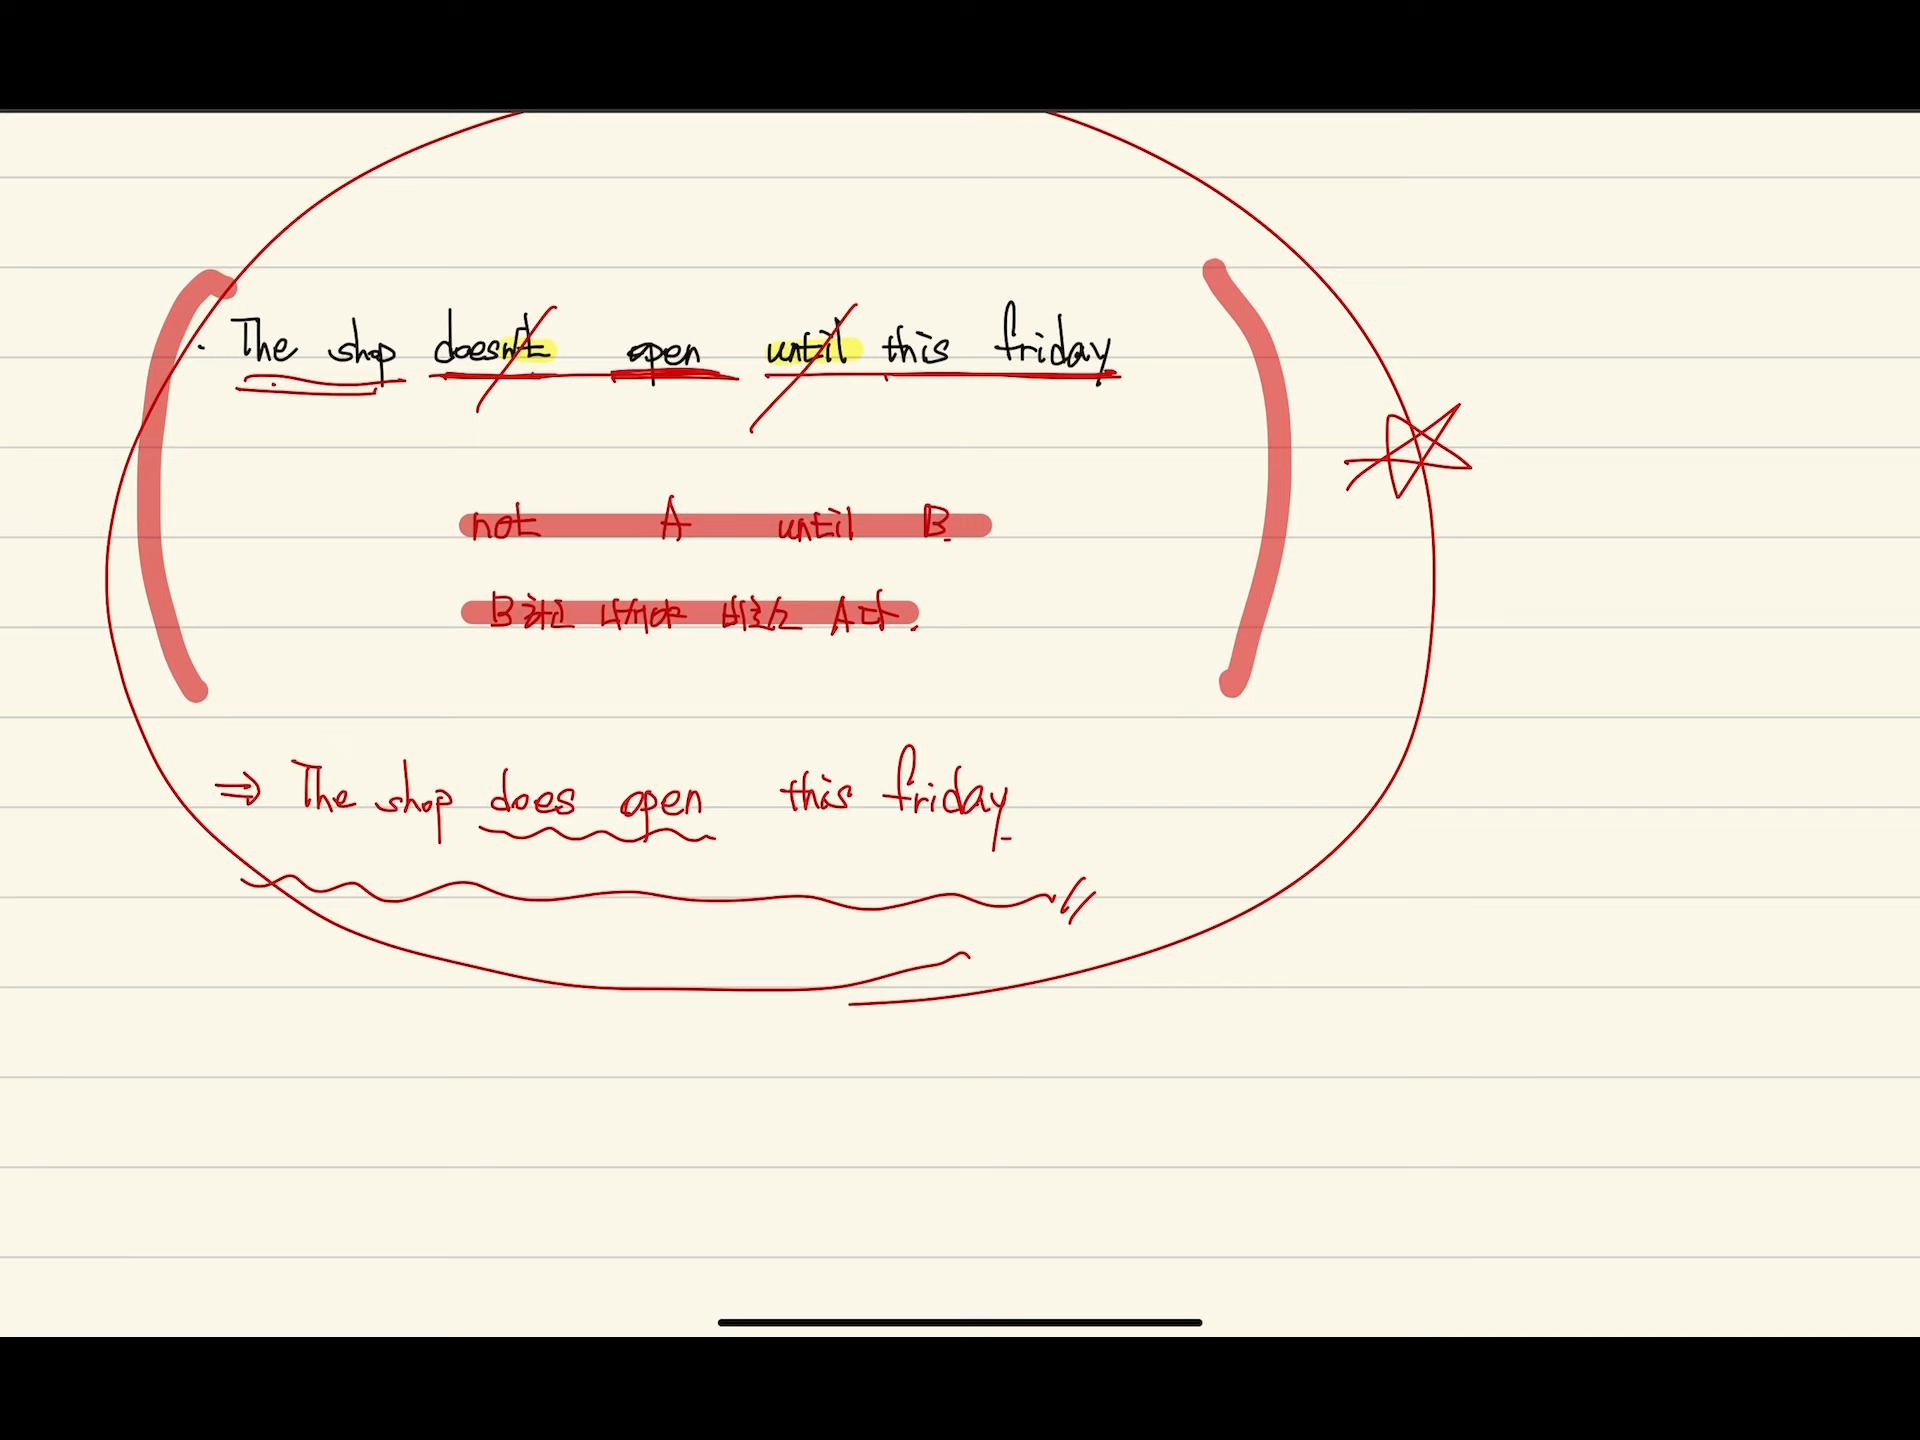 · The shop doesn't open until this friday
not A until B.
B하고 나서야 비로소 A다.
⇒ The shop does open this friday.